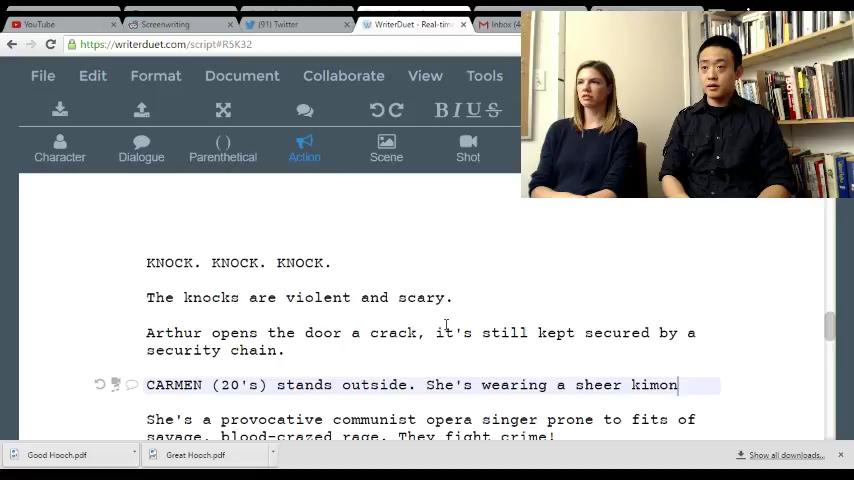 YouTube
Screenwriting
(91) Twitter
WriterDuet - Real-time
Gmail - Inbox (4
https://writerduet.com/script#R5K32
File Edit Format Document Collaborate View Tools
B I U S
Character Dialogue Parenthetical Action Scene Shot
KNOCK. KNOCK. KNOCK.
The knocks are violent and scary.
Arthur opens the door a crack, it's still kept secured by a
security chain.
CARMEN (20's) stands outside. She's wearing a sheer kimon
She's a provocative communist opera singer prone to fits of
savage, blood-crazed rage. They fight crime!
Good Hooch.pdf
Great Hooch.pdf
Show all downloads...